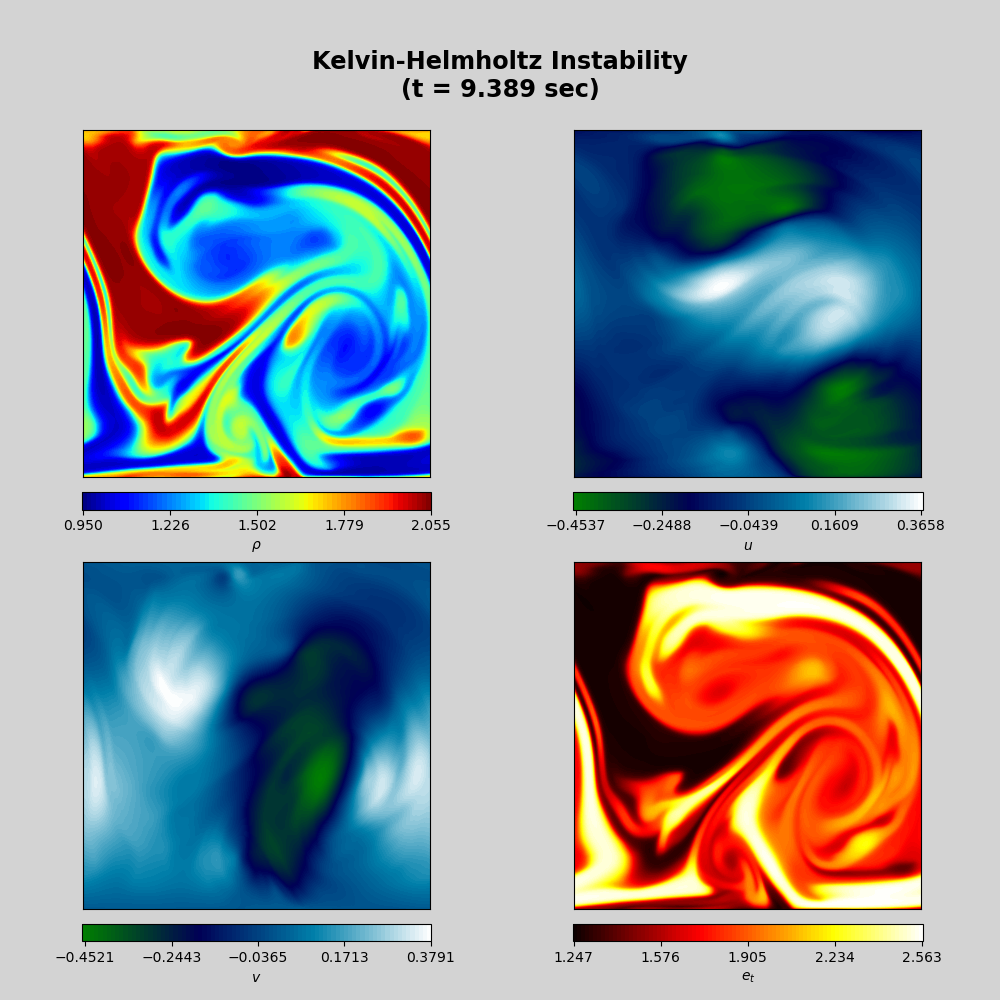 Kelvin-Helmholtz Instability
(t = 9.389 sec)
0.950 1.226 1.502 1.779 2.055
ρ
−0.4537 −0.2488 −0.0439 0.1609 0.3658
u
−0.4521 −0.2443 −0.0365 0.1713 0.3791
v
1.247 1.576 1.905 2.234 2.563
e_t